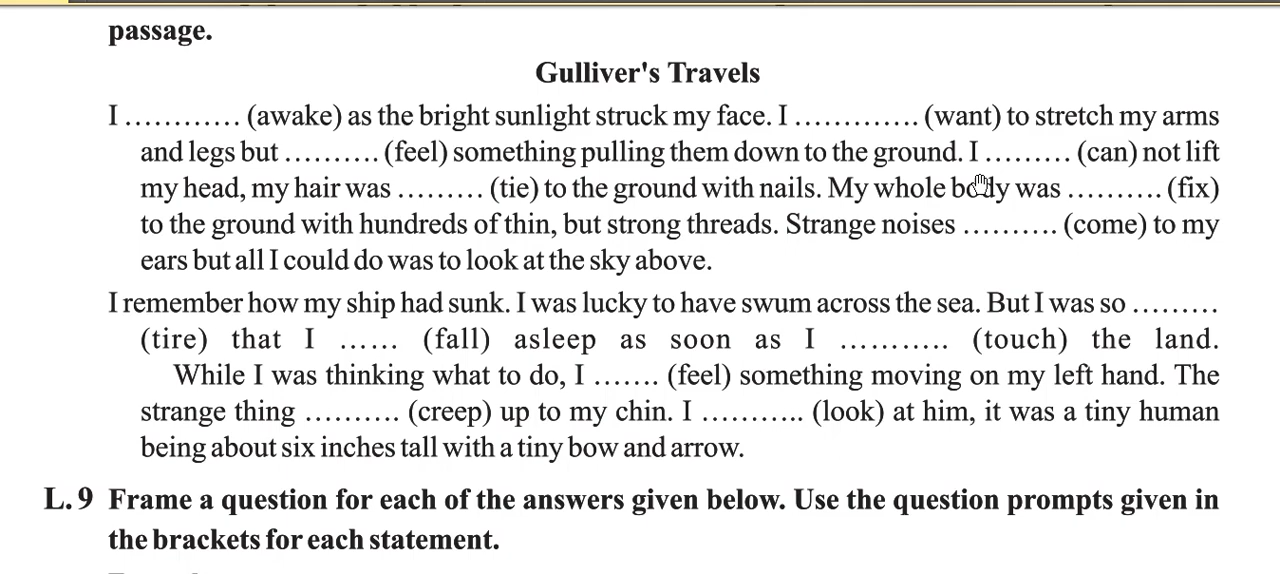 passage.
Gulliver's Travels
I ............ (awake) as the bright sunlight struck my face. I ............. (want) to stretch my arms
and legs but .......... (feel) something pulling them down to the ground. I ......... (can) not lift
my head, my hair was ......... (tie) to the ground with nails. My whole body was .......... (fix)
to the ground with hundreds of thin, but strong threads. Strange noises .......... (come) to my
ears but all I could do was to look at the sky above.
I remember how my ship had sunk. I was lucky to have swum across the sea. But I was so .........
(tire) that I ...... (fall) asleep as soon as I ........... (touch) the land.
While I was thinking what to do, I ....... (feel) something moving on my left hand. The
strange thing .......... (creep) up to my chin. I ........... (look) at him, it was a tiny human
being about six inches tall with a tiny bow and arrow.
L.9 Frame a question for each of the answers given below. Use the question prompts given in
the brackets for each statement.